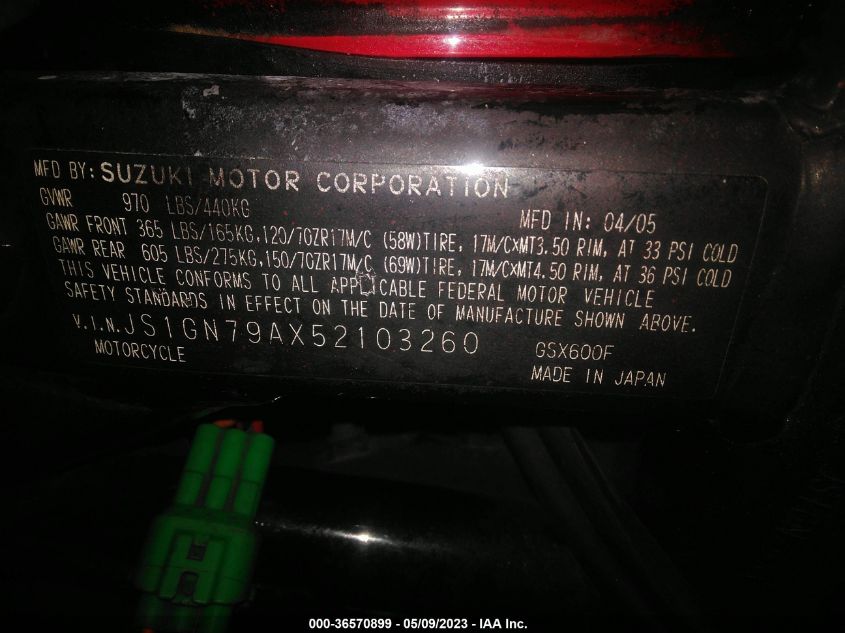 MFD BY: SUZUKI MOTOR CORPORATION
GVWR 970 LBS/440KG MFD IN: 04/05
GAWR FRONT 365 LBS/165KG,120/70ZR17M/C (58W)TIRE, 17M/C×MT3.50 RIM, AT 33 PSI COLD
GAWR REAR 605 LBS/275KG,150/70ZR17M/C (69W)TIRE, 17M/C×MT4.50 RIM, AT 36 PSI COLD
THIS VEHICLE CONFORMS TO ALL APPLICABLE FEDERAL MOTOR VEHICLE
SAFETY STANDARDS IN EFFECT ON THE DATE OF MANUFACTURE SHOWN ABOVE.
V.I.N.JS1GN79AX52103260 GSX600F
MOTORCYCLE MADE IN JAPAN
000-36570899 - 05/09/2023 - IAA Inc.